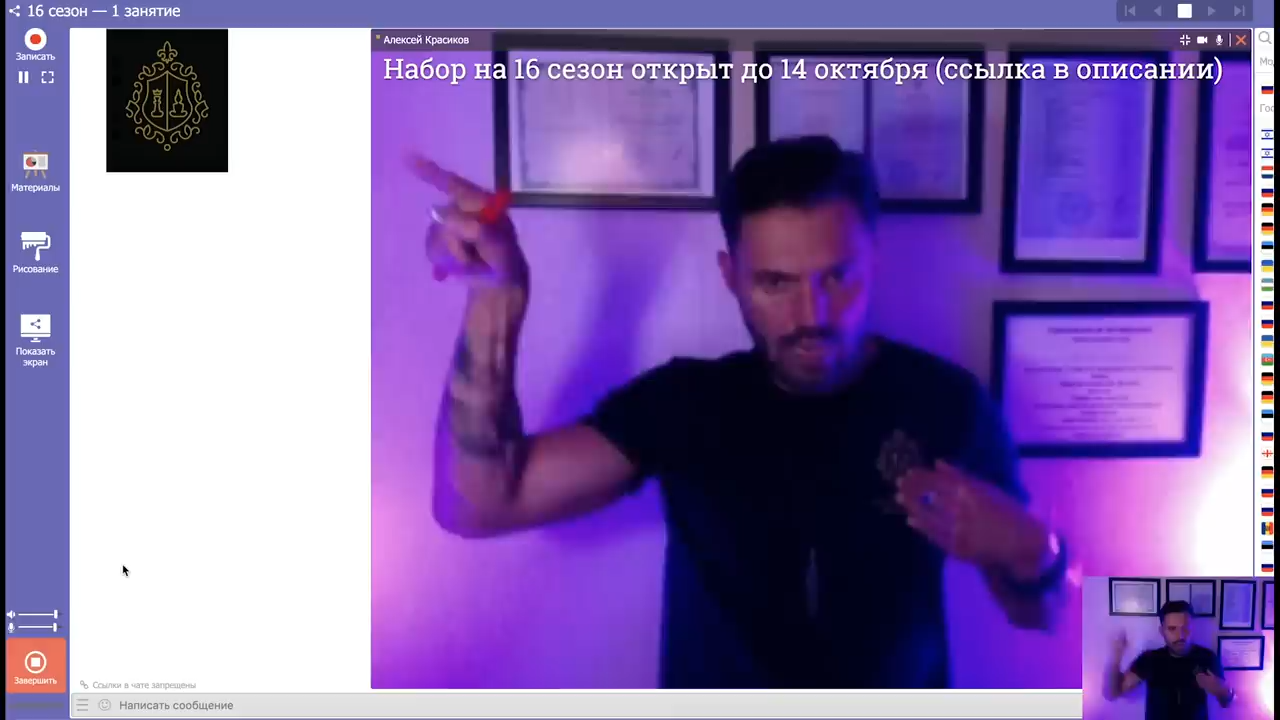 16 сезон — 1 занятие
Записать
Материалы
Рисование
Показать
экран
Завершить
Алексей Красиков
Набор на 16 сезон открыт до 14 октября (ссылка в описании)
Ссылки в чате запрещены
Написать сообщение